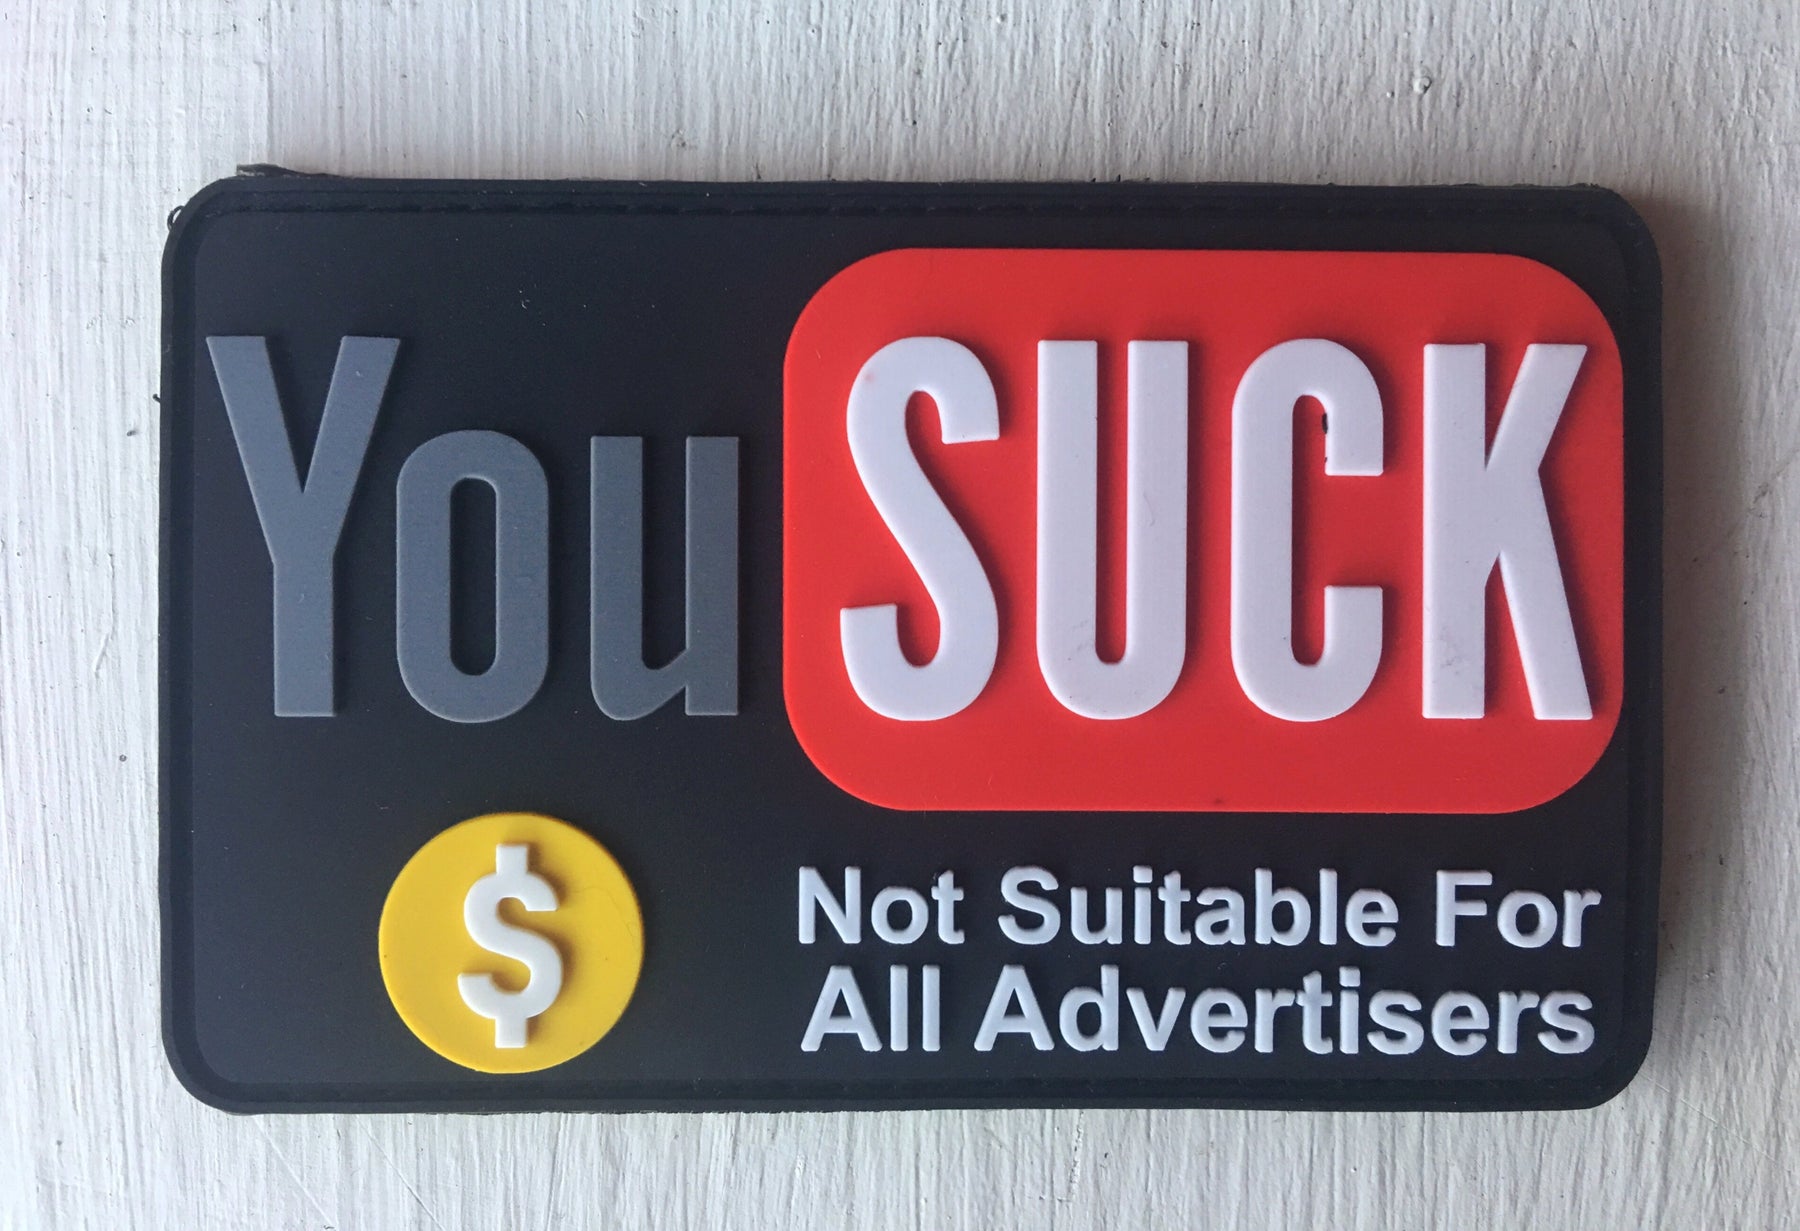 You SUCK
$
Not Suitable For
All Advertisers